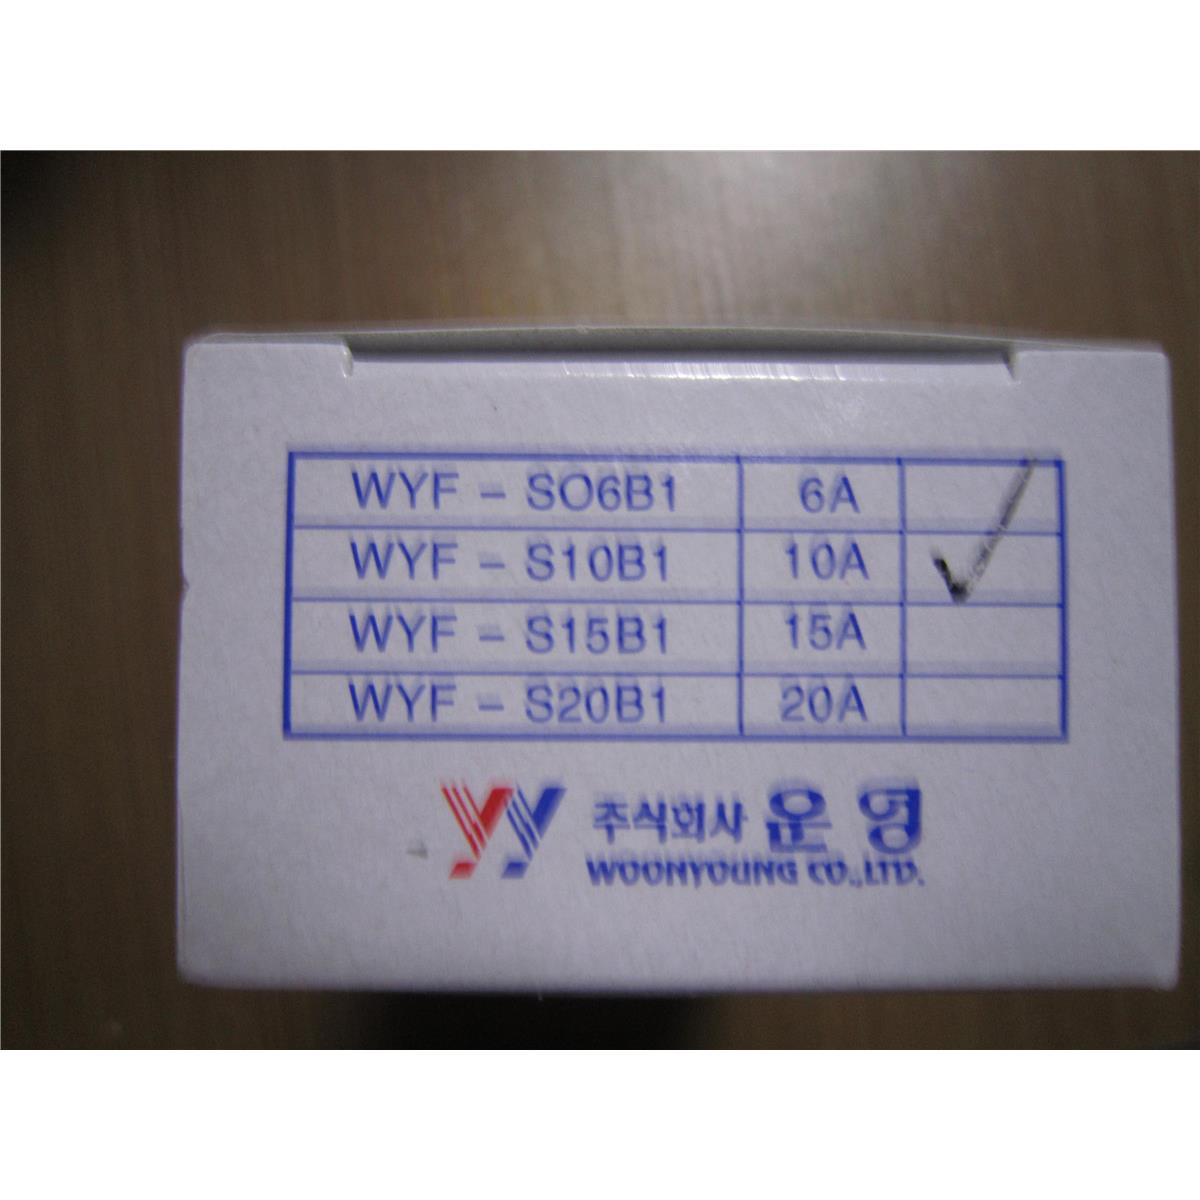 WYF - SO6B1 6A
WYF - S10B1 10A ✓
WYF - S15B1 15A
WYF - S20B1 20A
주식회사 운영
WOONYOUNG CO.,LTD.